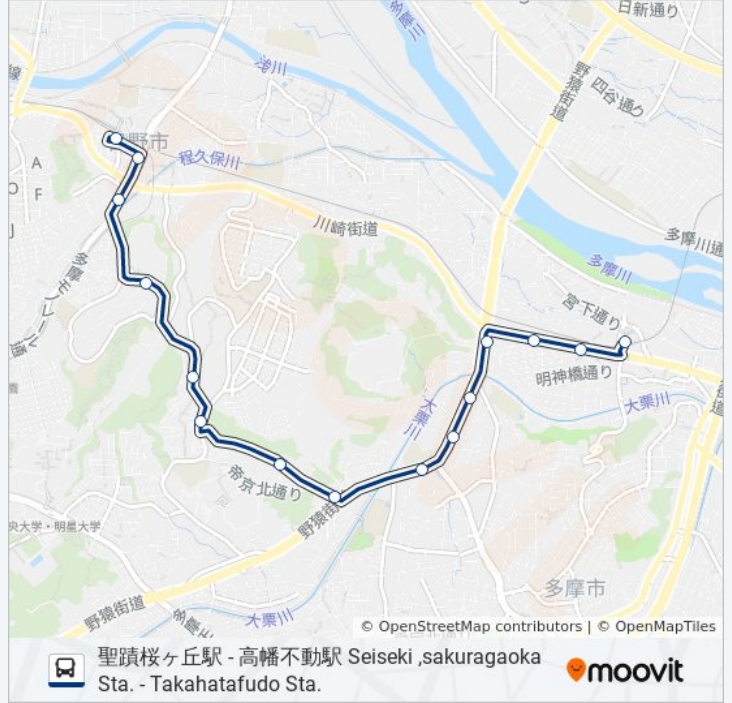 日新通り
多摩川
線
浅川
野猿街道
四谷通り
野市
程久保川
A
F
O
J
川崎街道
多摩川通
多摩川
多摩モノレール
通
宮下通り
明神橋通り
大栗川
大栗川
街道
帝京北通り
野猿街
央大学・明星大学
多摩市
野猿街道
大栗川
© OpenStreetMap contributors | © OpenMapTiles
聖蹟桜ヶ丘駅 - 高幡不動駅 Seiseki ,sakuragaoka
Sta. - Takahatafudo Sta.
moovit